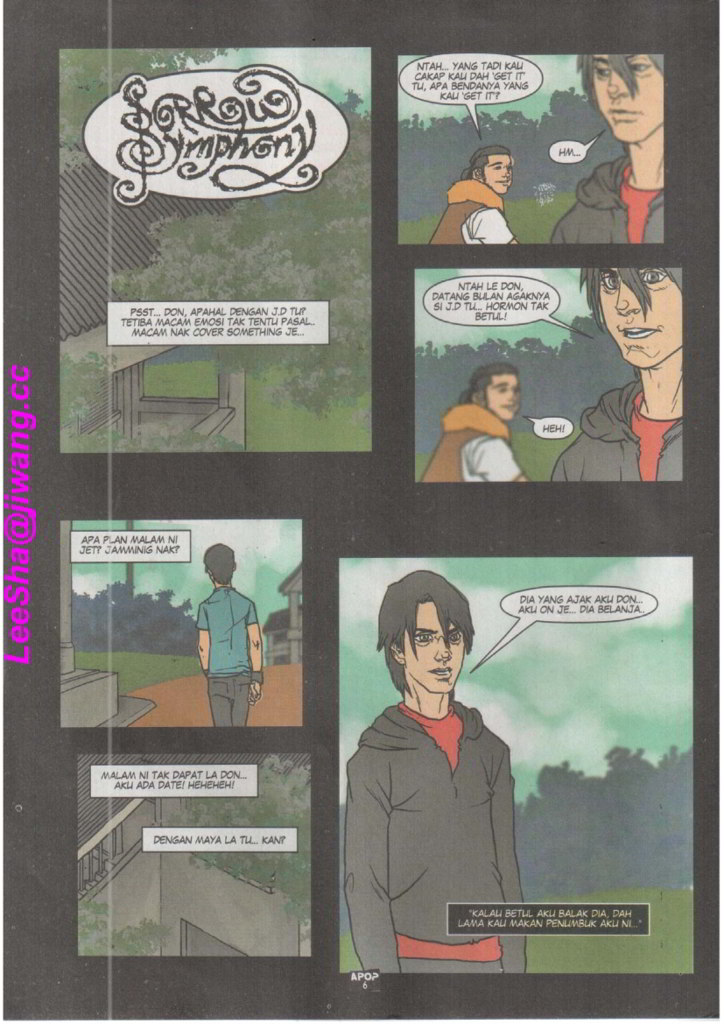 Sorrow
Symphony
PSST... DON, APAHAL DENGAN J.D TU?
TETIBA MACAM EMOSI TAK TENTU PASAL..
MACAM NAK COVER SOMETHING JE...
NTAH... YANG TADI KAU
CAKAP KAU DAH 'GET IT'
TU, APA BENDANYA YANG
KAU 'GET IT'?
HM...
NTAH LE DON,
DATANG BULAN AGAKNYA
SI J.D TU... HORMON TAK
BETUL!
HEH!
APA PLAN MALAM NI
JET? JAMMINIG NAK?
MALAM NI TAK DAPAT LA DON...
AKU ADA DATE! HEHEHEH!
DENGAN MAYA LA TU... KAN?
DIA YANG AJAK AKU DON...
AKU ON JE... DIA BELANJA..
"KALAU BETUL AKU BALAK DIA, DAH
LAMA KAU MAKAN PENUMBUK AKU NI..."
APOP
6
LeeSha@jiwang.cc